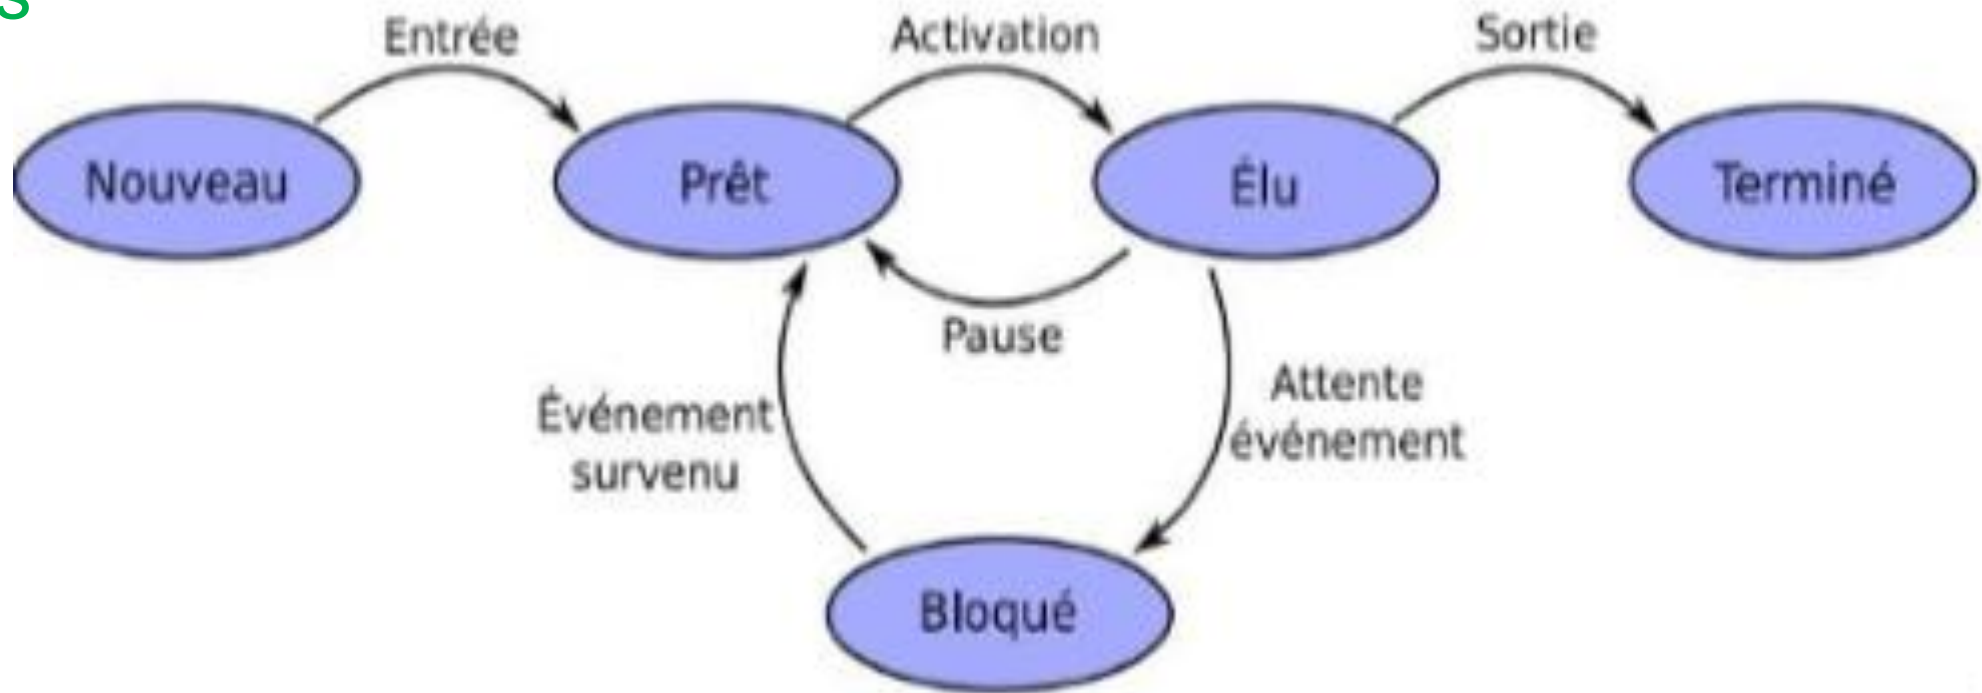 s
Entrée
Activation
Sortie
Nouveau
Prêt
Élu
Terminé
Pause
Événement
survenu
Attente
événement
Bloqué